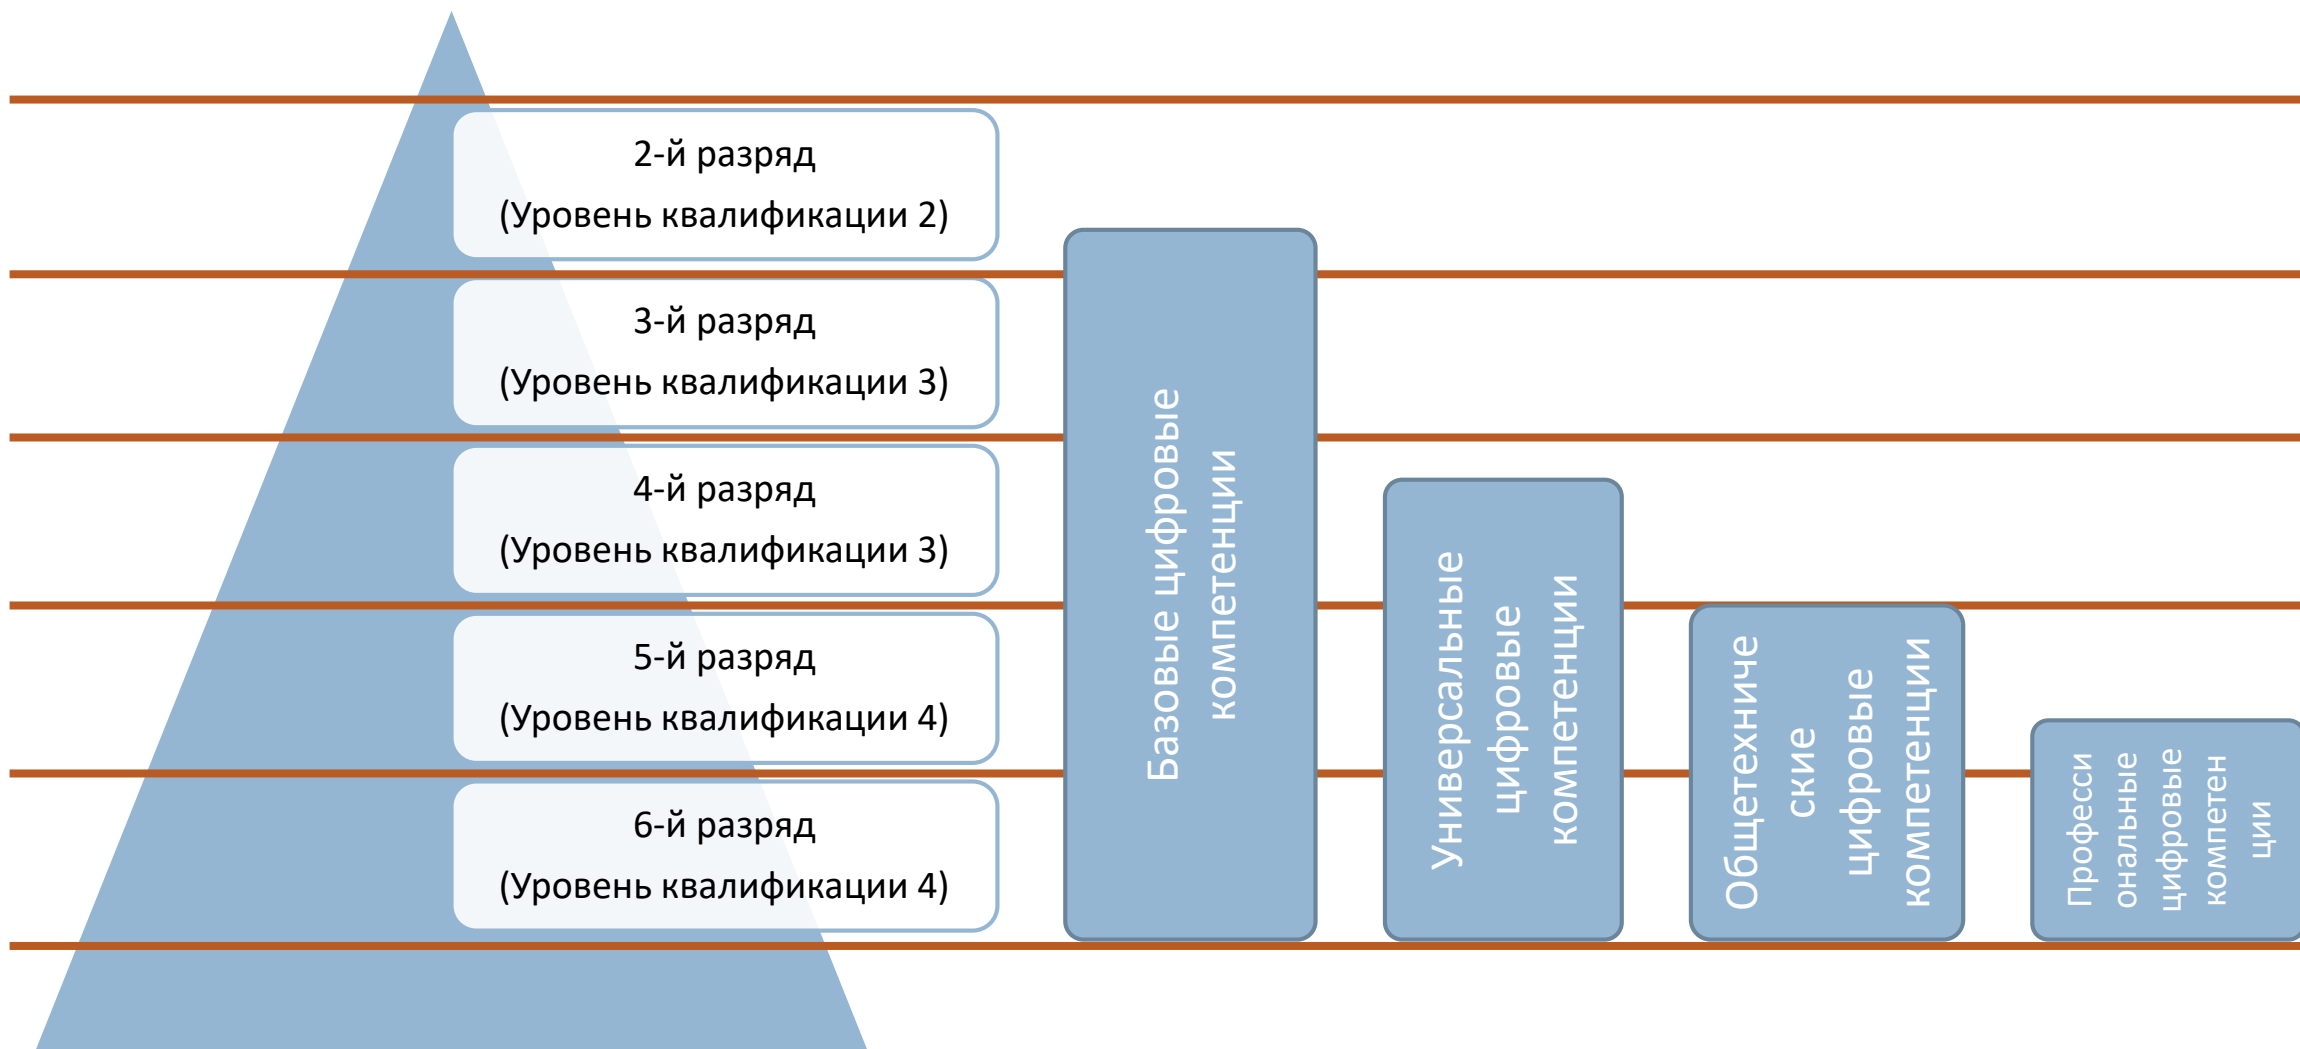 2-й разряд
(Уровень квалификации 2)
3-й разряд
(Уровень квалификации 3)
4-й разряд
(Уровень квалификации 3)
5-й разряд
(Уровень квалификации 4)
6-й разряд
(Уровень квалификации 4)
Базовые цифровые
компетенции
Универсальные
цифровые
компетенции
Общетехниче
ские
цифровые
компетенции
Професси
ональные
цифровые
компетен
ции